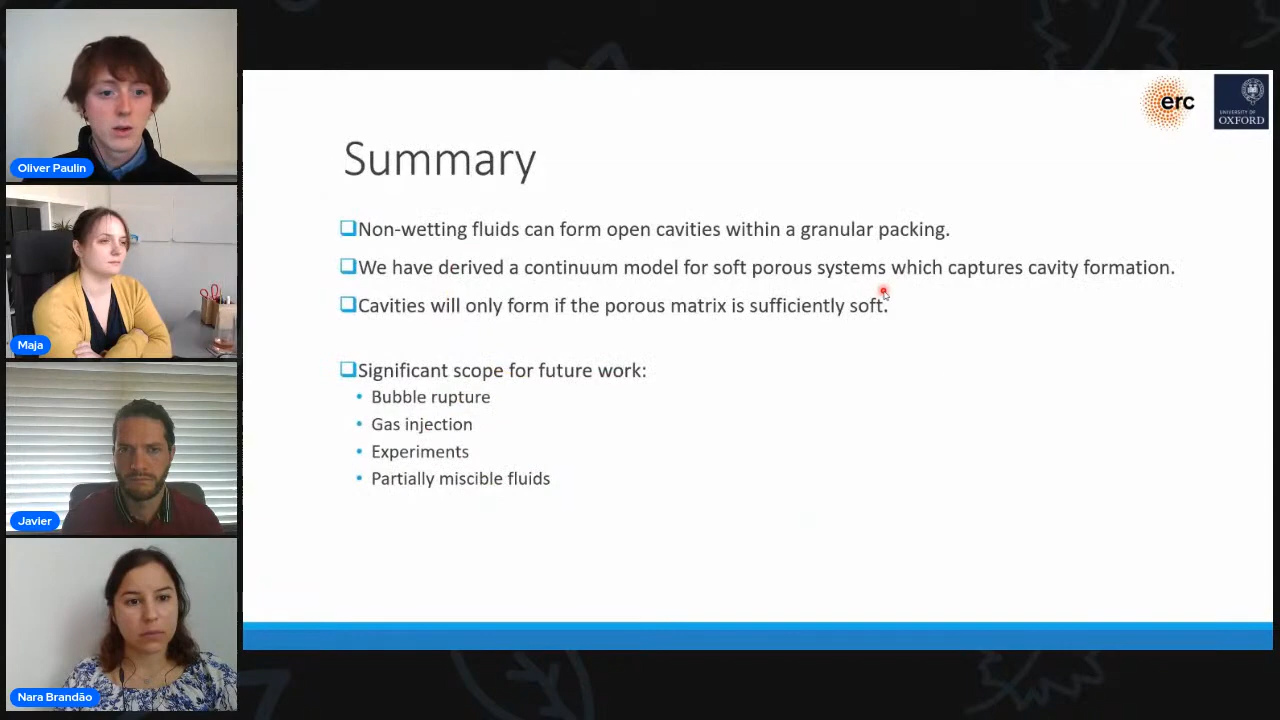 Oliver Paulin
Maja
Javier
Nara Brandão
erc
UNIVERSITY OF
OXFORD
Summary
Non-wetting fluids can form open cavities within a granular packing.
We have derived a continuum model for soft porous systems which captures cavity formation.
Cavities will only form if the porous matrix is sufficiently soft.
Significant scope for future work:
• Bubble rupture
• Gas injection
• Experiments
• Partially miscible fluids